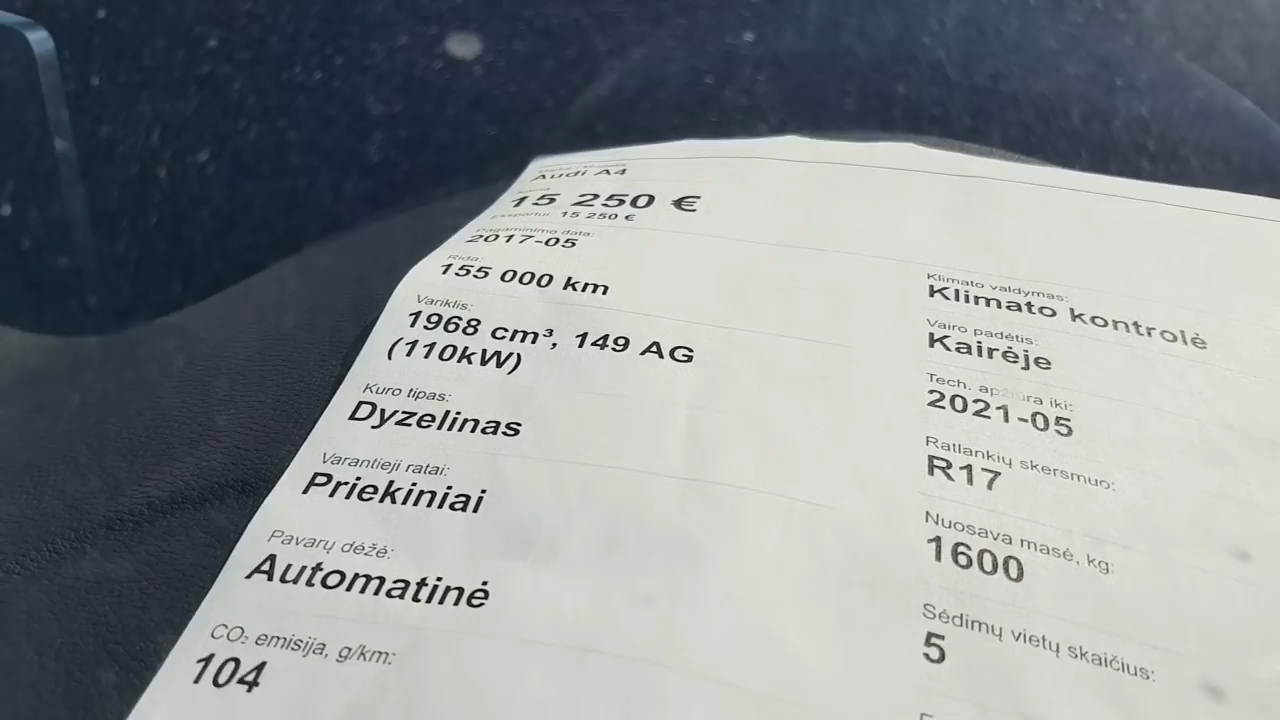 Audi A4
15 250 €
Eksportui: 15 250 €
Pagaminimo data:
2017-05
Rida:
155 000 km
Variklis:
1968 cm³, 149 AG
(110kW)
Kuro tipas:
Dyzelinas
Varantieji ratai:
Priekiniai
Pavarų dėžė:
Automatinė
CO₂ emisija, g/km:
104
Klimato valdymas:
Klimato kontrolė
Vairo padėtis:
Kairėje
Tech. apžiūra iki:
2021-05
Ratlankių skersmuo:
R17
Nuosava masė, kg:
1600
Sėdimų vietų skaičius:
5